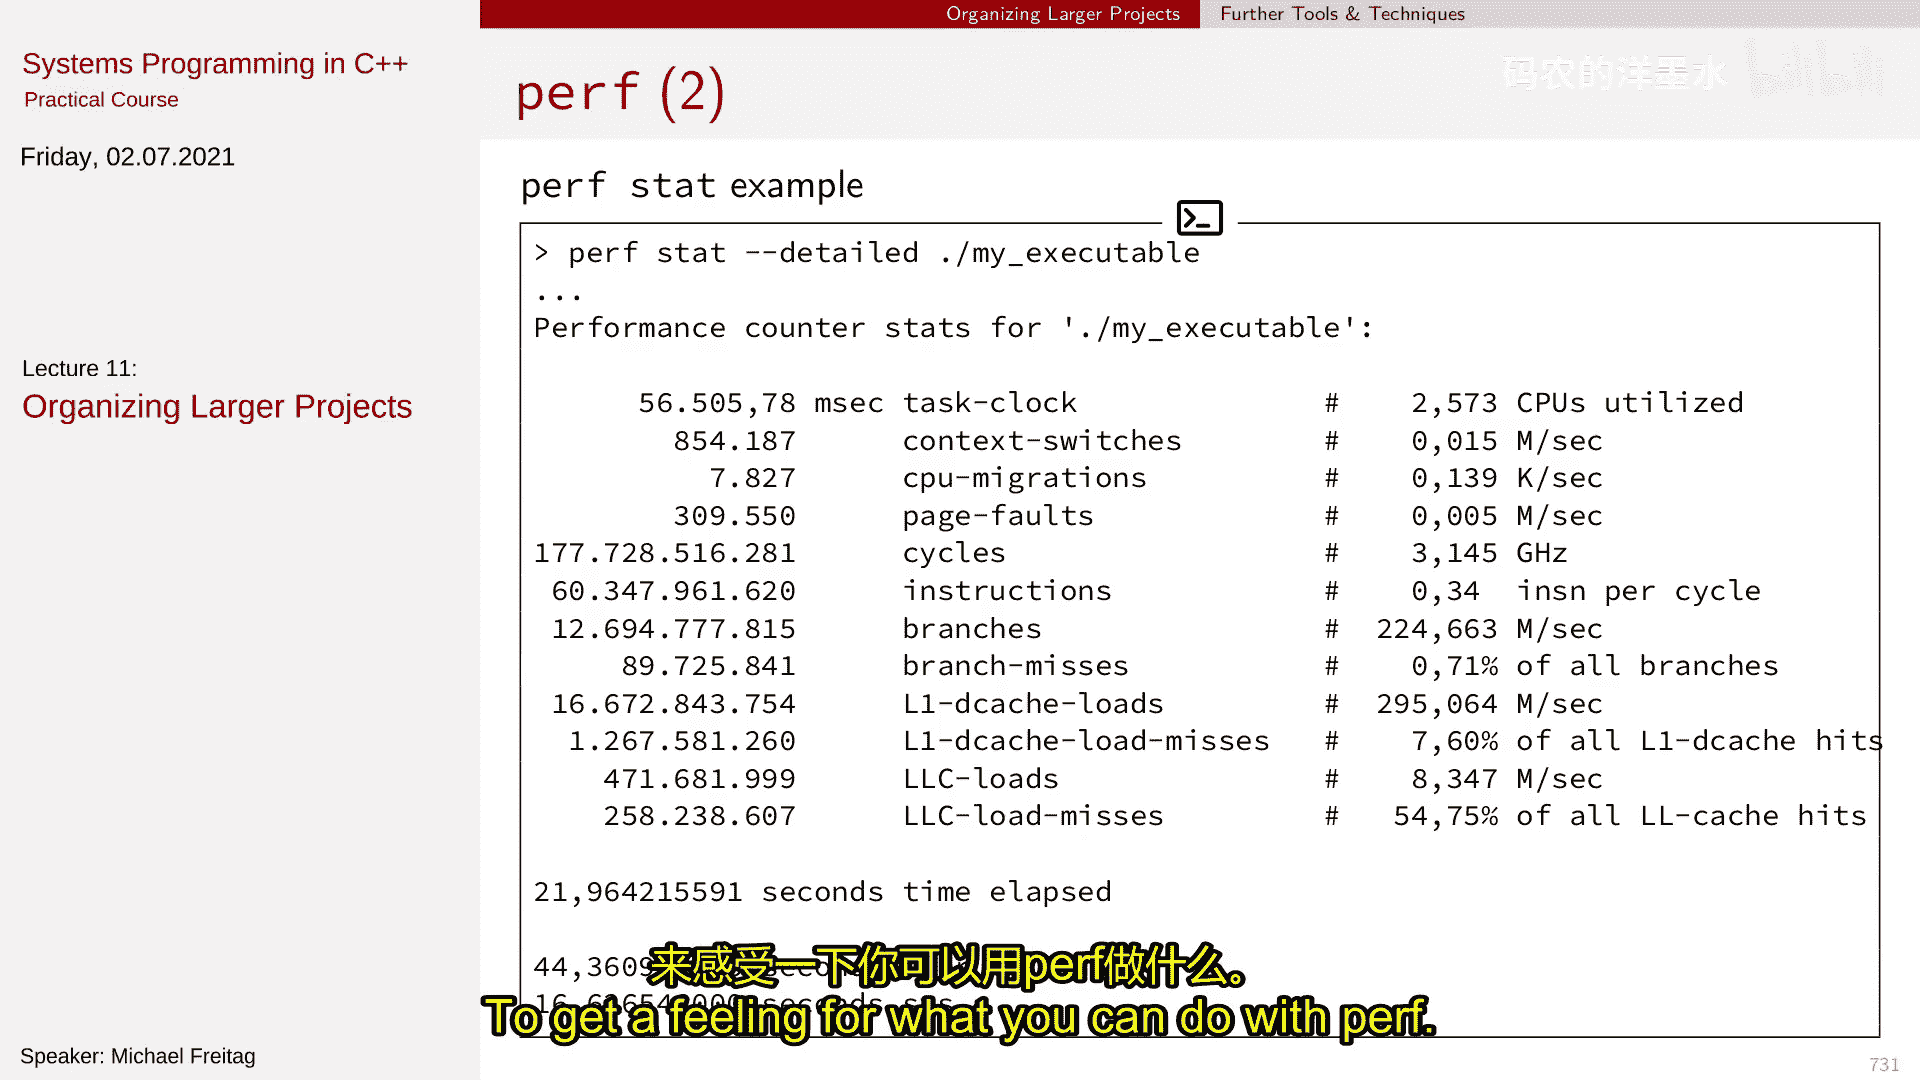 Organizing Larger Projects Further Tools & Techniques
Systems Programming in C++
Practical Course
Friday, 02.07.2021
Lecture 11:
Organizing Larger Projects
perf (2)
码农的洋墨水 bilibili
perf stat example
> perf stat --detailed ./my_executable
...
Performance counter stats for './my_executable':
56.505,78 msec task-clock # 2,573 CPUs utilized
854.187 context-switches # 0,015 M/sec
7.827 cpu-migrations # 0,139 K/sec
309.550 page-faults # 0,005 M/sec
177.728.516.281 cycles # 3,145 GHz
60.347.961.620 instructions # 0,34 insn per cycle
12.694.777.815 branches # 224,663 M/sec
89.725.841 branch-misses # 0,71% of all branches
16.672.843.754 L1-dcache-loads # 295,064 M/sec
1.267.581.260 L1-dcache-load-misses # 7,60% of all L1-dcache hits
471.681.999 LLC-loads # 8,347 M/sec
258.238.607 LLC-load-misses # 54,75% of all LL-cache hits
21,964215591 seconds time elapsed
来感受一下你可以用perf做什么。
To get a feeling for what you can do with perf.
Speaker: Michael Freitag
731